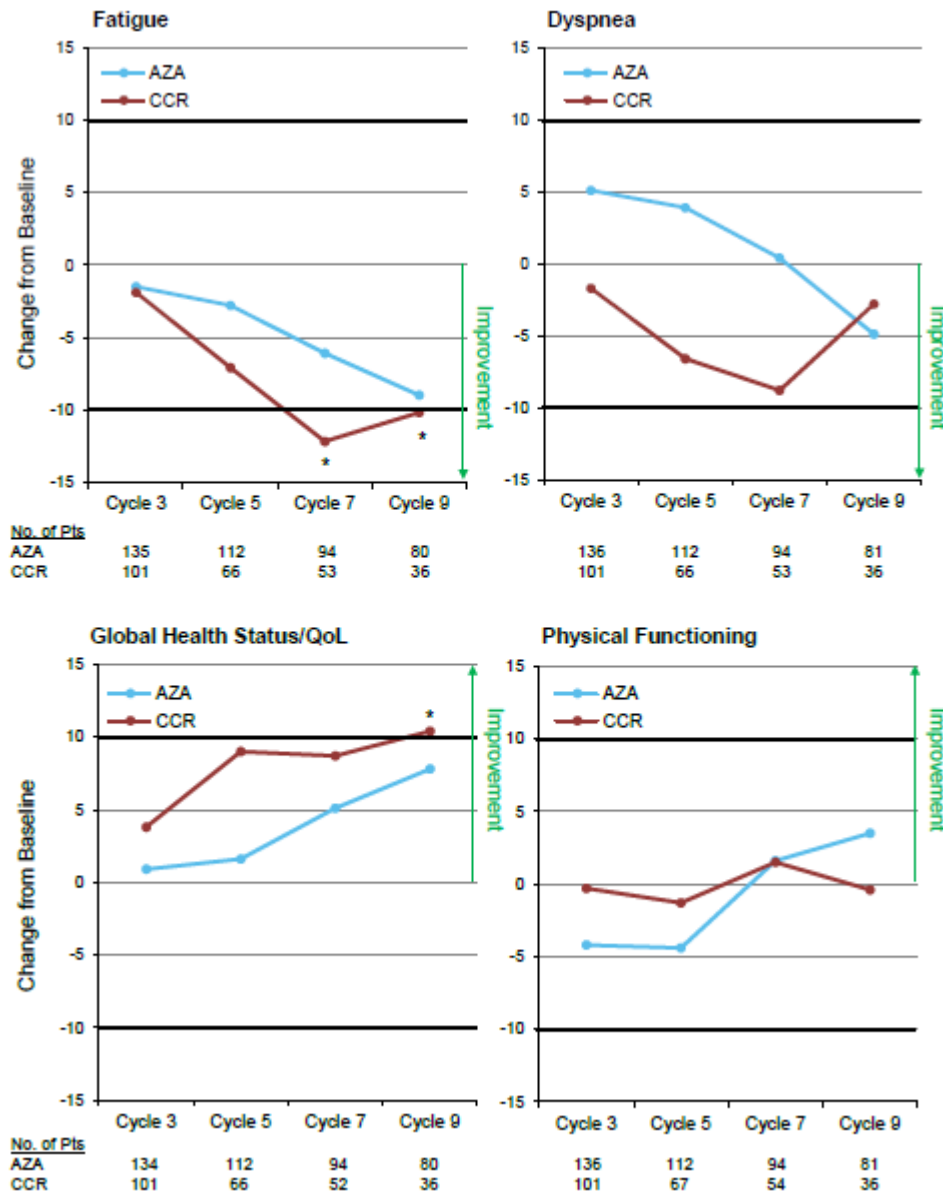 Fatigue
15
AZA
CCR
10
5
0
-5
-10
-15
Change from Baseline
Improvement
*
*
Cycle 3 Cycle 5 Cycle 7 Cycle 9
No. of Pts
AZA 135 112 94 80
CCR 101 66 53 36
Dyspnea
15
AZA
CCR
10
5
0
-5
-10
-15
Improvement
Cycle 3 Cycle 5 Cycle 7 Cycle 9
136 112 94 81
101 66 53 36
Global Health Status/QoL
15
AZA
CCR
*
10
5
0
-5
-10
-15
Change from Baseline
Improvement
Cycle 3 Cycle 5 Cycle 7 Cycle 9
No. of Pts
AZA 134 112 94 80
CCR 101 66 52 36
Physical Functioning
15
AZA
CCR
10
5
0
-5
-10
-15
Improvement
Cycle 3 Cycle 5 Cycle 7 Cycle 9
136 112 94 81
101 67 54 36